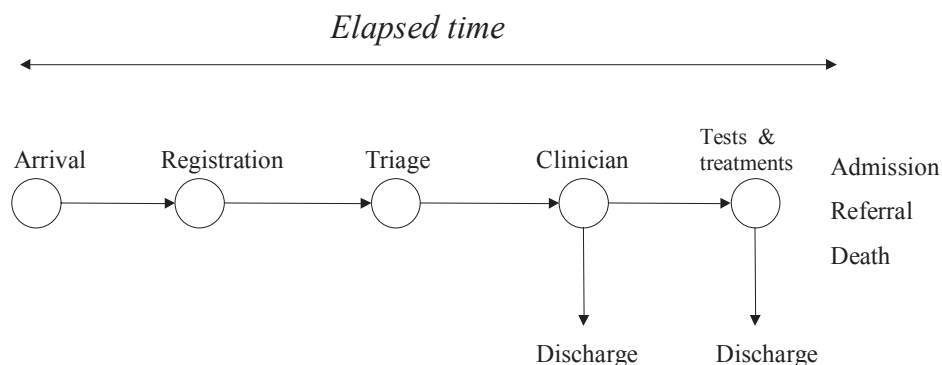 Elapsed time
Arrival
Registration
Triage
Clinician
Tests &
treatments
Admission
Referral
Death
Discharge
Discharge